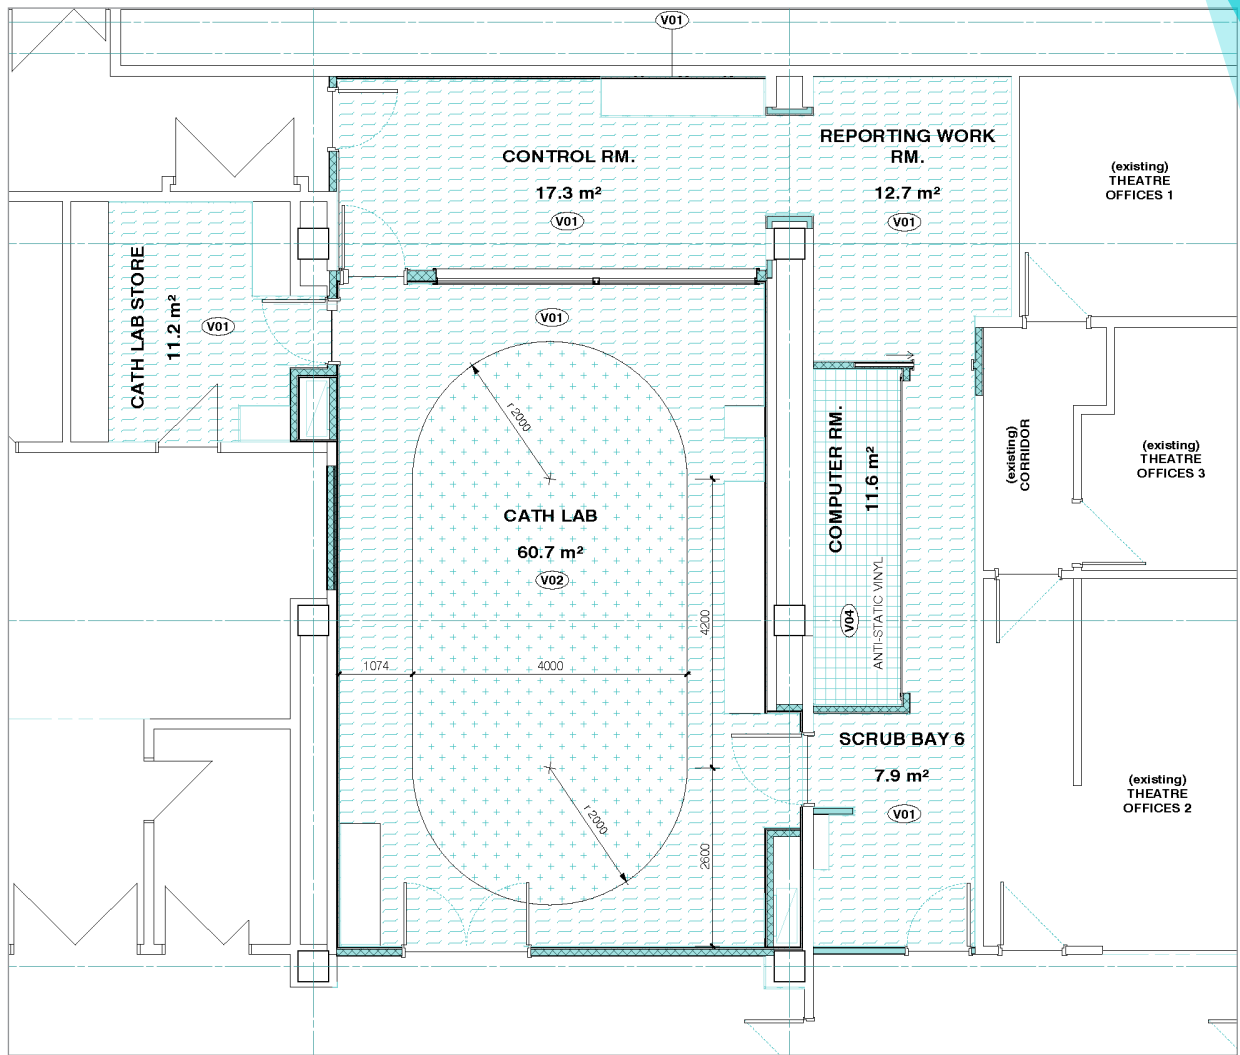 V01
CONTROL RM.
17.3 m²
V01
REPORTING WORK
RM.
12.7 m²
V01
(existing)
THEATRE
OFFICES 1
CATH LAB STORE
11.2 m²
V01
V01
r 2000
CATH LAB
60.7 m²
V02
COMPUTER RM.
11.6 m²
V04
ANTI-STATIC VINYL
(existing)
CORRIDOR
(existing)
THEATRE
OFFICES 3
4200
1074
4000
SCRUB BAY 6
7.9 m²
V01
(existing)
THEATRE
OFFICES 2
r 2000
2600